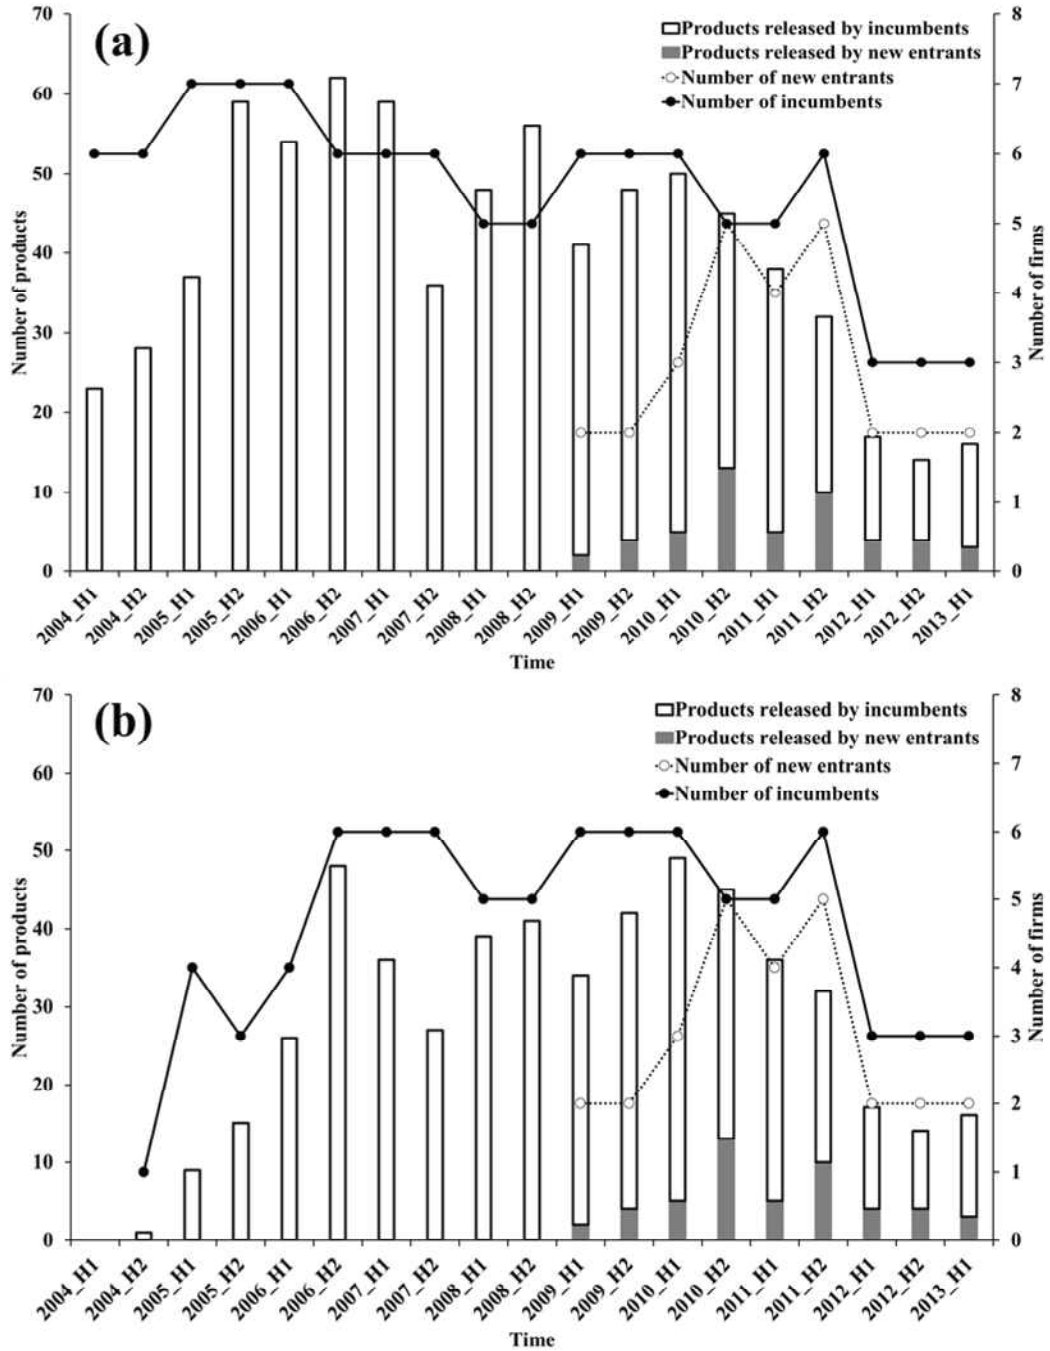 (a)
Products released by incumbents
Products released by new entrants
Number of new entrants
Number of incumbents
70
60
50
40
30
20
10
0
Number of products
8
7
6
5
4
3
2
1
0
Number of firms
2004_H1
2004_H2
2005_H1
2005_H2
2006_H1
2006_H2
2007_H1
2007_H2
2008_H1
2008_H2
2009_H1
2009_H2
2010_H1
2010_H2
2011_H1
2011_H2
2012_H1
2012_H2
2013_H1
Time
(b)
Products released by incumbents
Products released by new entrants
Number of new entrants
Number of incumbents
70
60
50
40
30
20
10
0
Number of products
8
7
6
5
4
3
2
1
0
Number of firms
2004_H1
2004_H2
2005_H1
2005_H2
2006_H1
2006_H2
2007_H1
2007_H2
2008_H1
2008_H2
2009_H1
2009_H2
2010_H1
2010_H2
2011_H1
2011_H2
2012_H1
2012_H2
2013_H1
Time